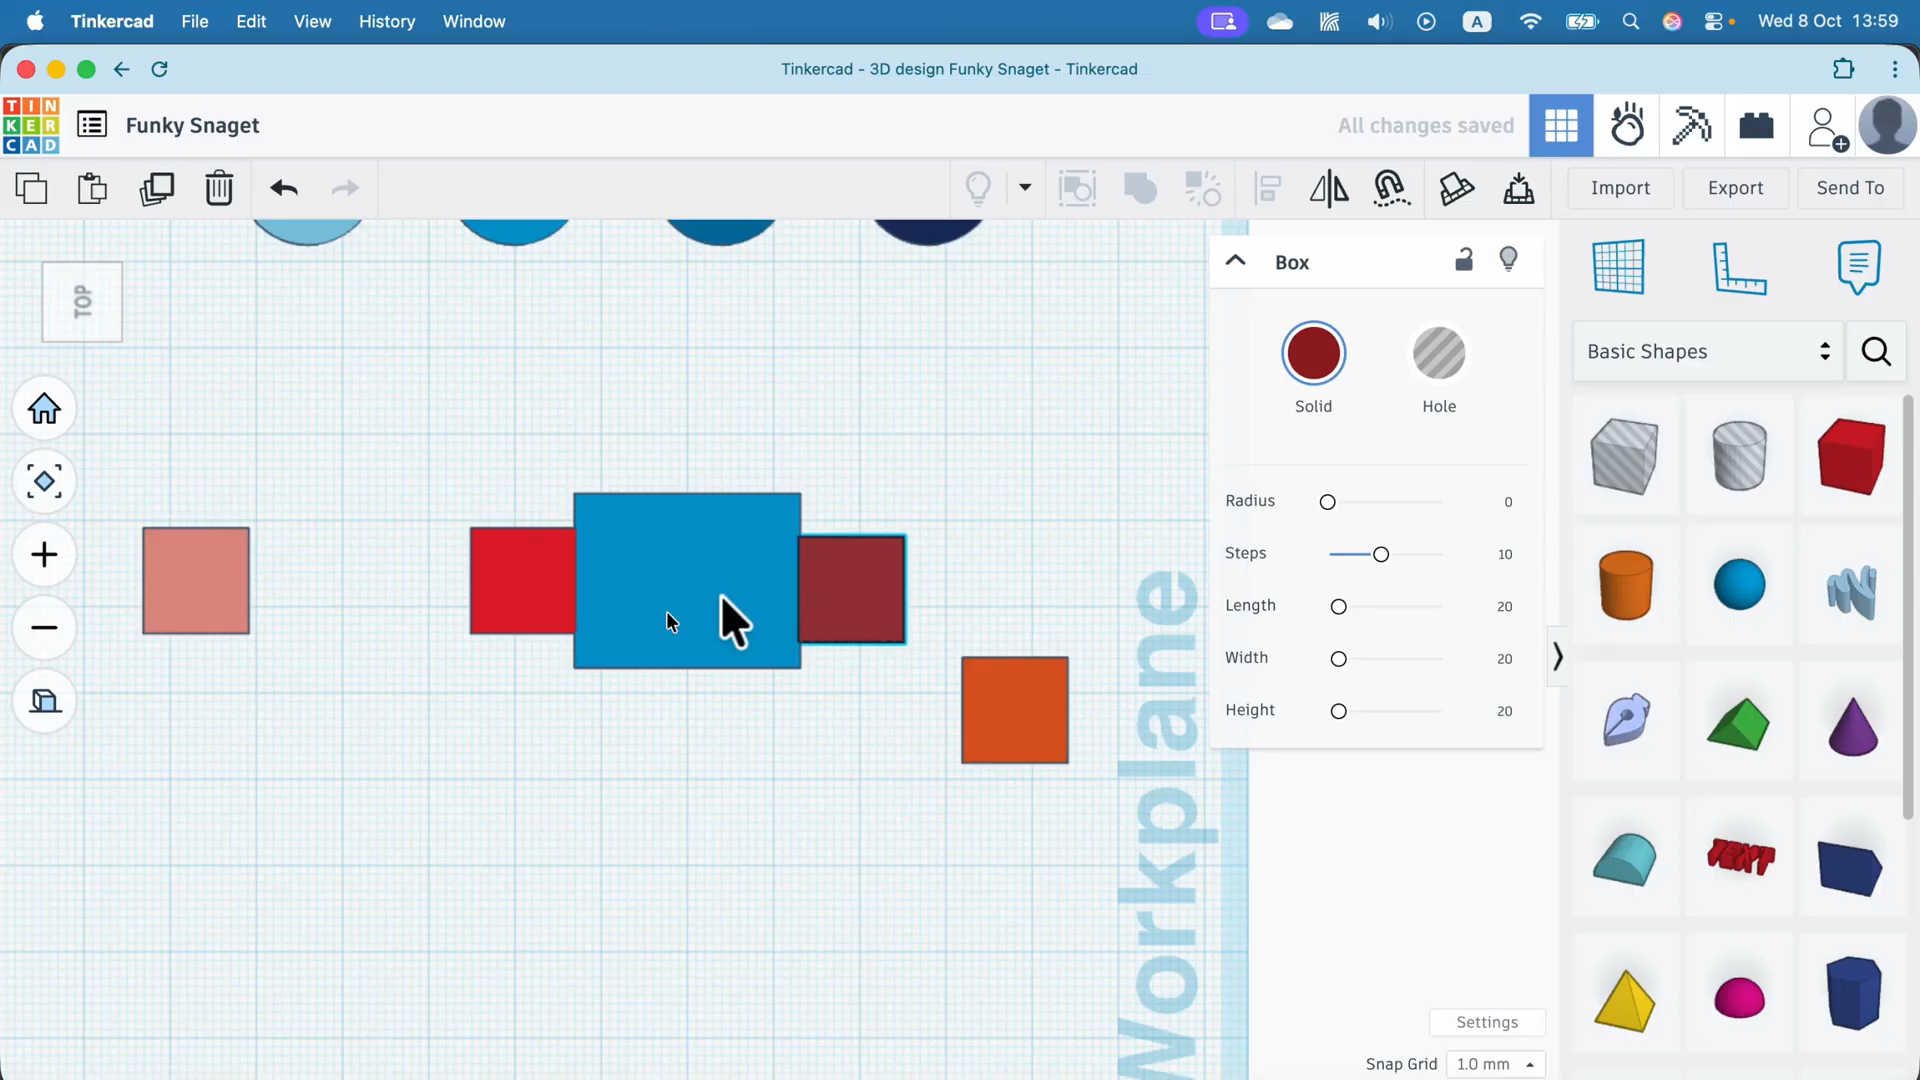 Tinkercad File Edit View History Window A Wed 8 Oct 13:59
Tinkercad - 3D design Funky Snaget - Tinkercad
TIN
KER
CAD
Funky Snaget
All changes saved
Import
Export
Send To
TOP
Box
Solid
Hole
Radius 0
Steps 10
Length 20
Width 20
Height 20
Basic Shapes
TEXT
Workplane
Settings
Snap Grid 1.0 mm